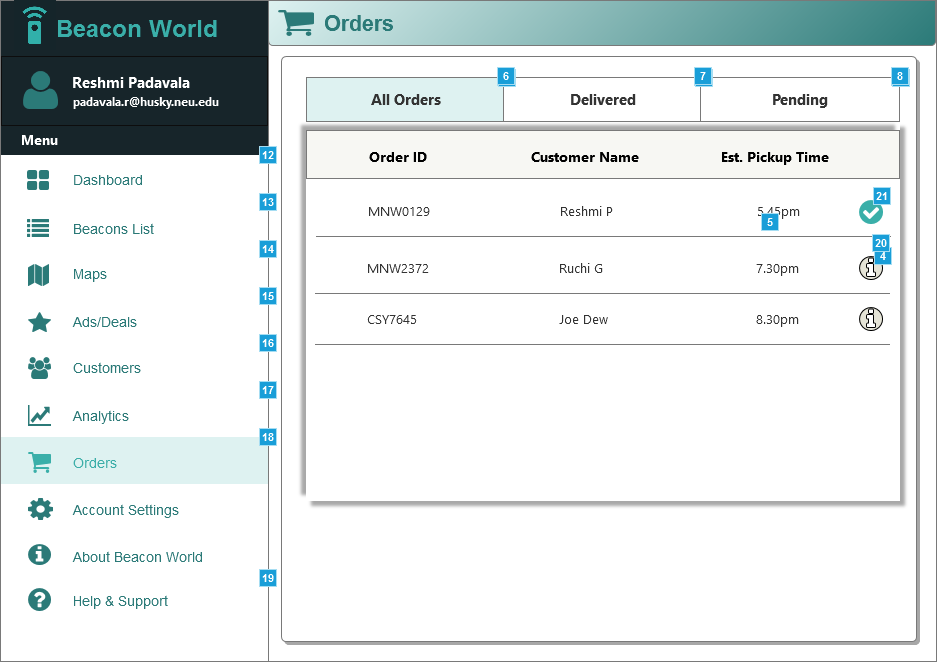 Beacon World
Orders
Reshmi Padavala
padavala.r@husky.neu.edu
Menu
6
7
8
All Orders
Delivered
Pending
Order ID
Customer Name
Est. Pickup Time
12
Dashboard
13
Beacons List
14
Maps
15
Ads/Deals
16
Customers
17
Analytics
18
Orders
Account Settings
About Beacon World
19
Help & Support
MNW0129
Reshmi P
5.45pm
21
5
20
4
MNW2372
Ruchi G
7.30pm
CSY7645
Joe Dew
8.30pm